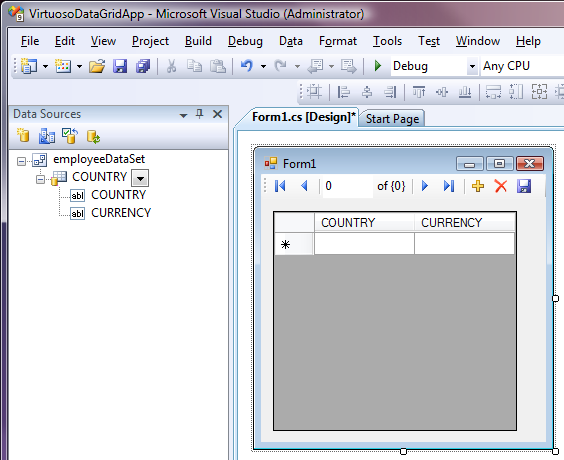 VirtuosoDataGridApp - Microsoft Visual Studio (Administrator)
File Edit View Project Build Debug Data Format Tools Test Window Help
Debug Any CPU
Data Sources
Form1.cs [Design]* Start Page
employeeDataSet
COUNTRY
abl COUNTRY
abl CURRENCY
Form1
0 of {0}
COUNTRY CURRENCY